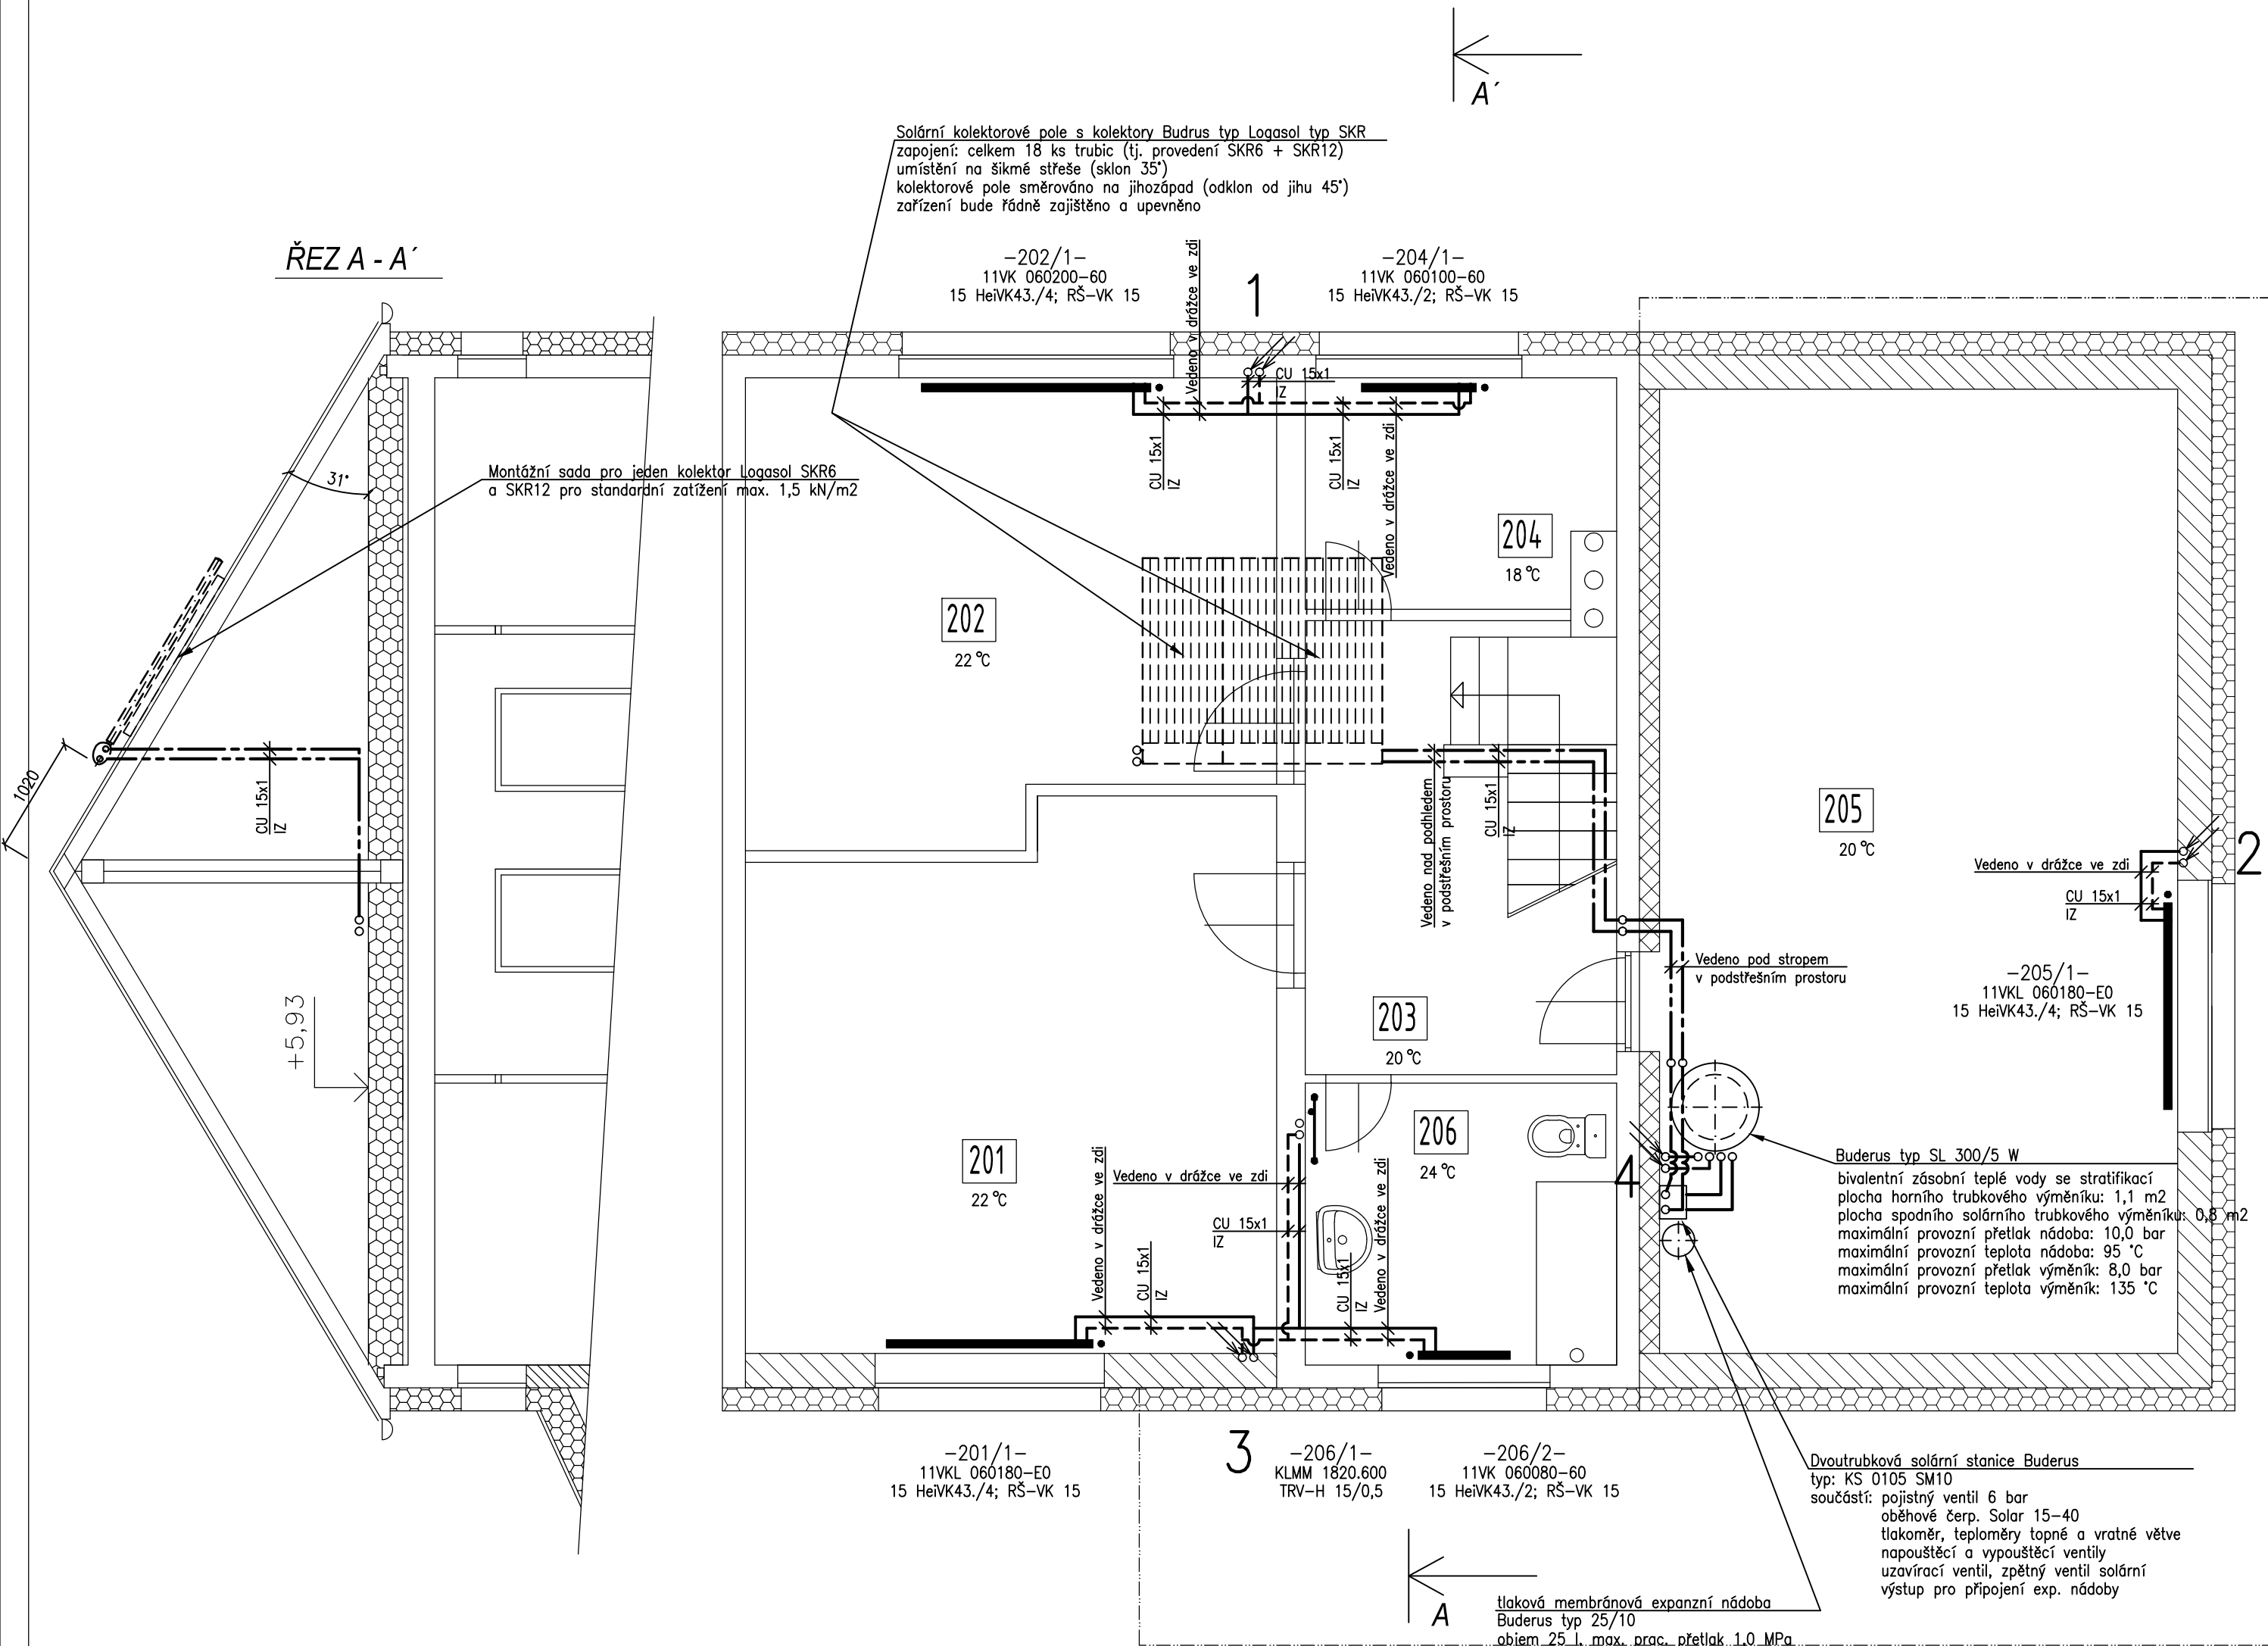 A´
Solární kolektorové pole s kolektory Budrus typ Logasol typ SKR
zapojení: celkem 18 ks trubic (tj. provedení SKR6 + SKR12)
umístění na šikmé střeše (sklon 35°)
kolektorové pole směrováno na jihozápad (odklon od jihu 45°)
zařízení bude řádně zajištěno a upevněno
ŘEZ A - A´
-202/1-
11VK 060200-60
15 HeiVK43./4; RŠ-VK 15
Vedeno v drážce ve zdi
1
-204/1-
11VK 060100-60
15 HeiVK43./2; RŠ-VK 15
CU 15x1
IZ
CU 15x1
IZ
CU 15x1
IZ
Vedeno v drážce ve zdi
31°
Montážní sada pro jeden kolektor Logasol SKR6
a SKR12 pro standardní zatížení max. 1,5 kN/m2
204
18 °C
202
22 °C
1020
CU 15x1
IZ
Vedeno nad podhledem
v podstřešním prostoru
CU 15x1
IZ
205
20 °C
2
Vedeno v drážce ve zdi
CU 15x1
IZ
Vedeno pod stropem
v podstřešním prostoru
-205/1-
11VKL 060180-E0
15 HeiVK43./4; RŠ-VK 15
+5,93
203
20 °C
206
24 °C
201
22 °C
Vedeno v drážce ve zdi
Vedeno v drážce ve zdi
CU 15x1
IZ
CU 15x1
IZ
CU 15x1
IZ
Vedeno v drážce ve zdi
4
Buderus typ SL 300/5 W
bivalentní zásobní teplé vody se stratifikací
plocha horního trubkového výměníku: 1,1 m2
plocha spodního solárního trubkového výměníku: 0,8 m2
maximální provozní přetlak nádoba: 10,0 bar
maximální provozní teplota nádoba: 95 °C
maximální provozní přetlak výměník: 8,0 bar
maximální provozní teplota výměník: 135 °C
-201/1-
11VKL 060180-E0
15 HeiVK43./4; RŠ-VK 15
3
-206/1-
KLMM 1820.600
TRV-H 15/0,5
-206/2-
11VK 060080-60
15 HeiVK43./2; RŠ-VK 15
Dvoutrubková solární stanice Buderus
typ: KS 0105 SM10
součástí: pojistný ventil 6 bar
oběhové čerp. Solar 15-40
tlakoměr, teploměry topné a vratné větve
napouštěcí a vypouštěcí ventily
uzavírací ventil, zpětný ventil solární
výstup pro připojení exp. nádoby
A
tlaková membránová expanzní nádoba
Buderus typ 25/10
objem 25 l, max. prac. přetlak 1,0 MPa